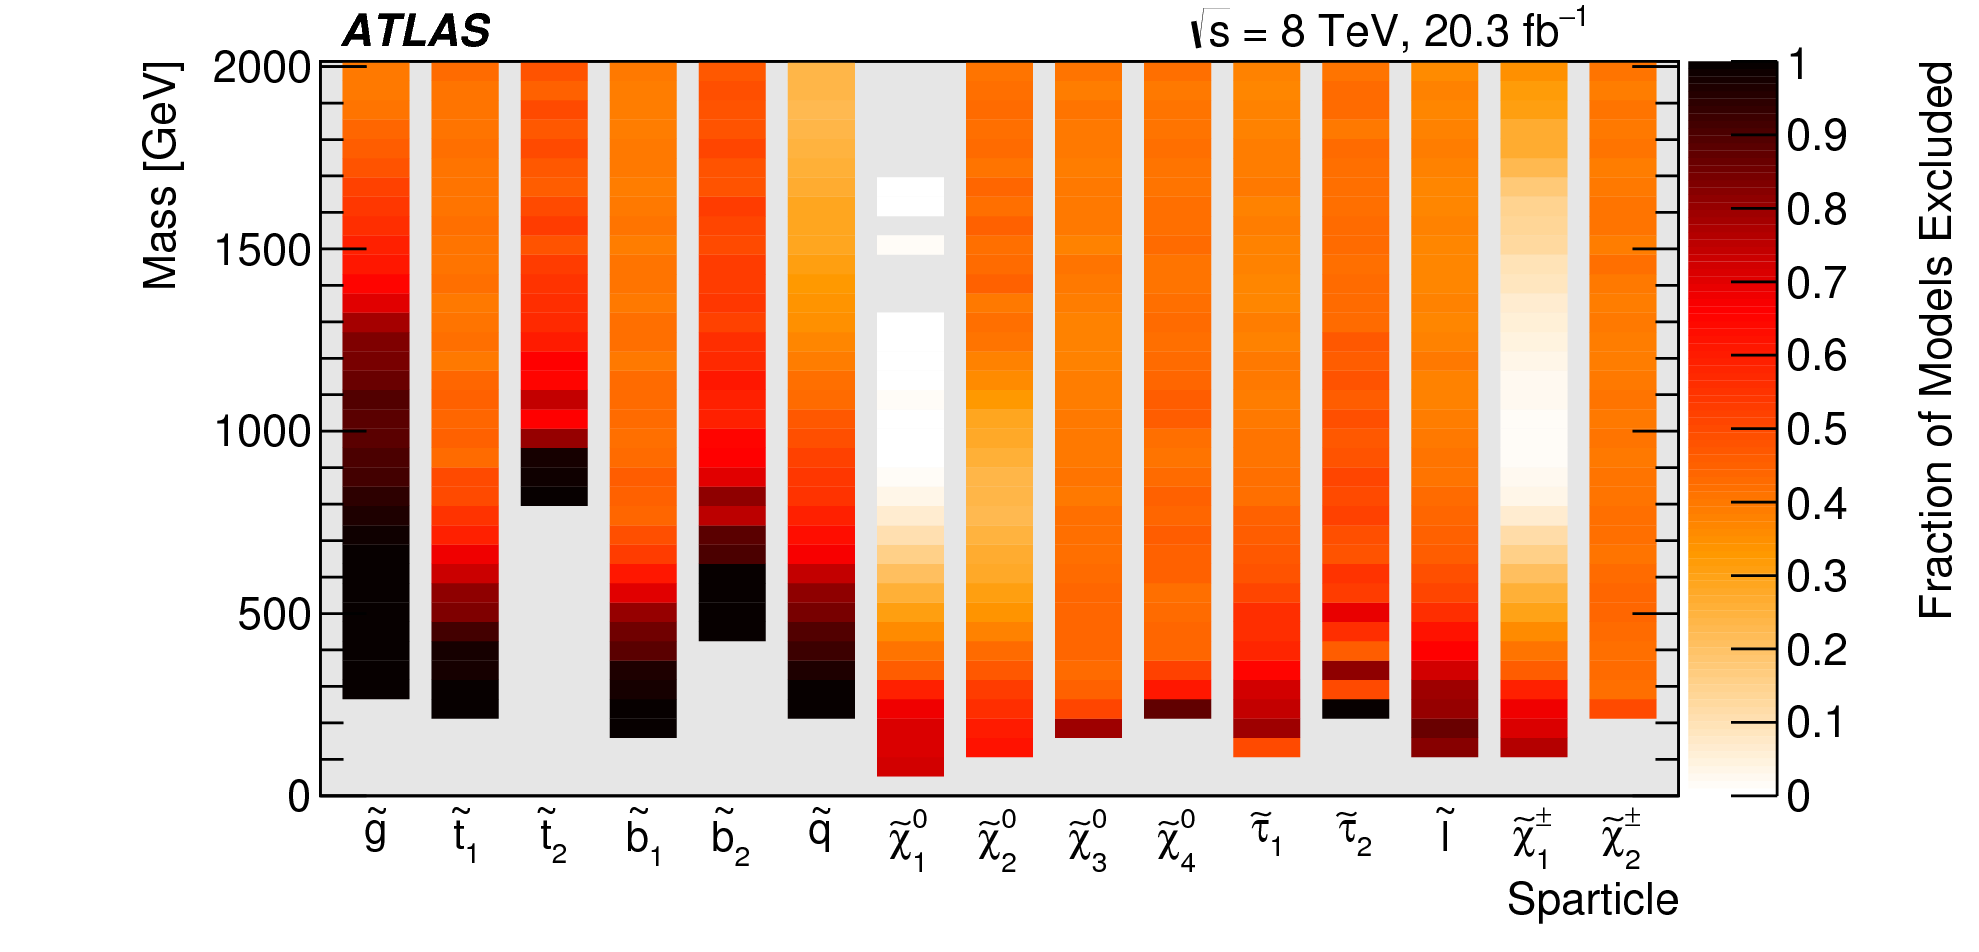 ATLAS
√s = 8 TeV, 20.3 fb⁻¹
Mass [GeV]
2000
1500
1000
500
0
g̃ t̃₁ t̃₂ b̃₁ b̃₂ q̃ χ̃₁⁰ χ̃₂⁰ χ̃₃⁰ χ̃₄⁰ τ̃₁ τ̃₂ l̃ χ̃₁± χ̃₂±
Sparticle
1
0.9
0.8
0.7
0.6
0.5
0.4
0.3
0.2
0.1
0
Fraction of Models Excluded